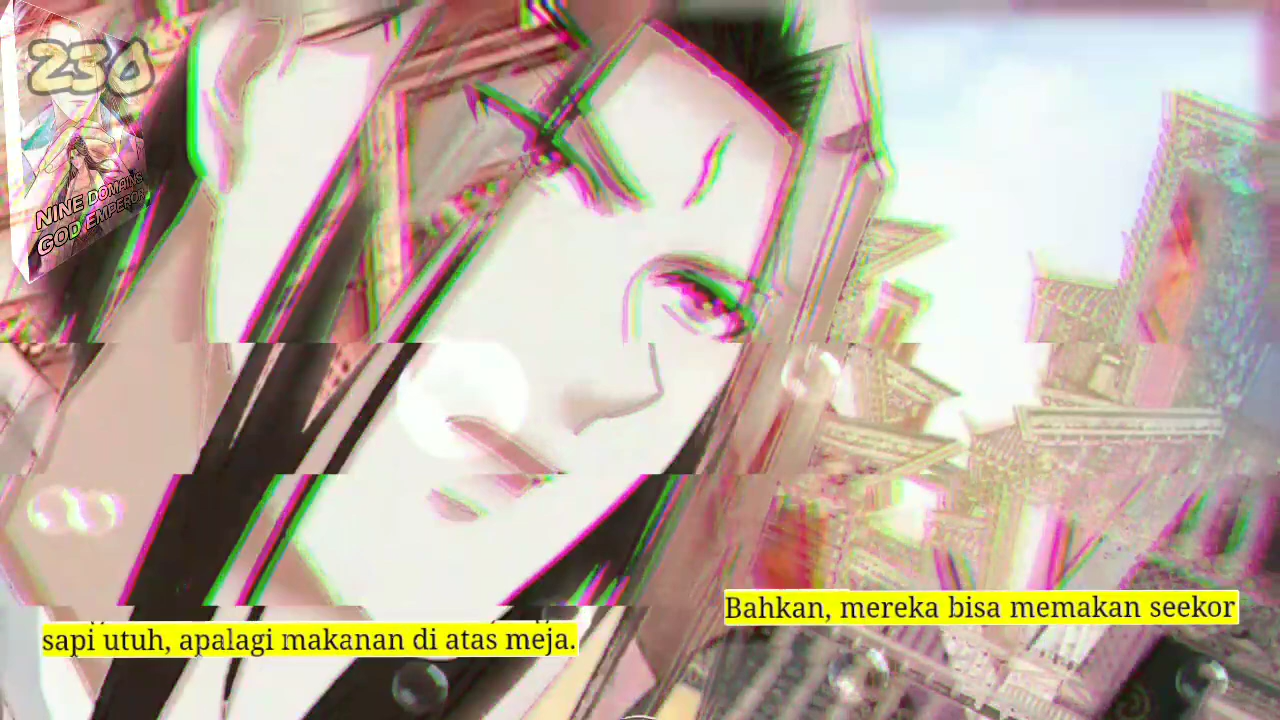 230
NINE DOMAINS
GOD EMPEROR
Bahkan, mereka bisa memakan seekor
sapi utuh, apalagi makanan di atas meja.